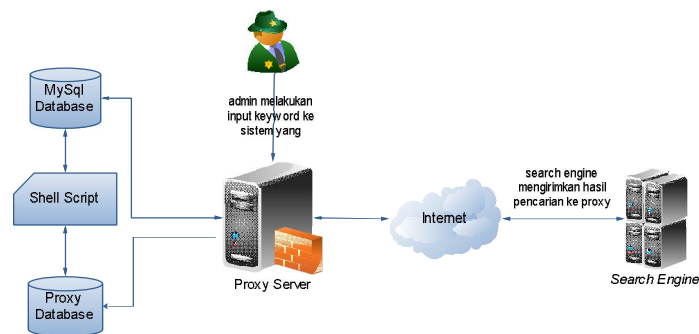 MySql
Database
Shell Script
Proxy
Database
admin melakukan
input keyword ke
sistem yang
Proxy Server
Internet
search engine
mengirimkan hasil
pencarian ke proxy
Search Engine